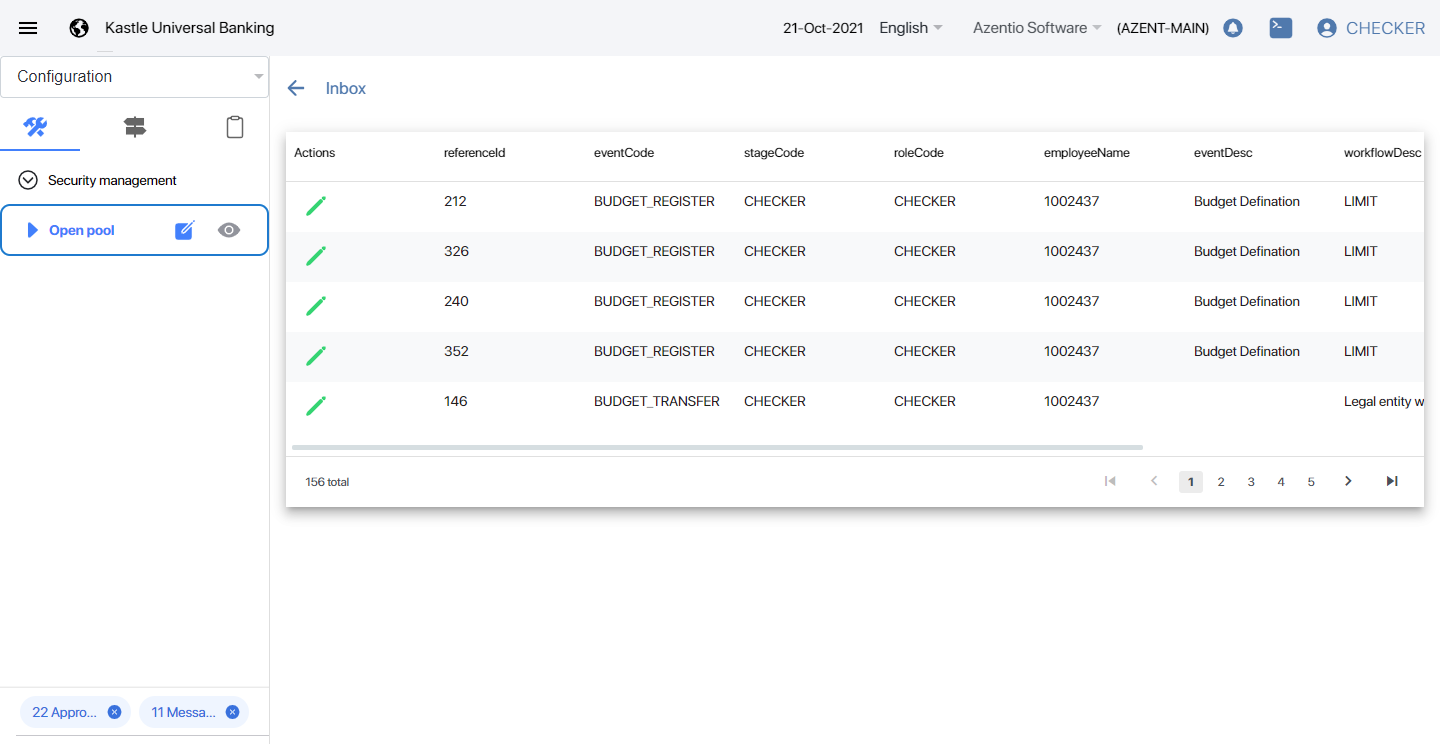 Kastle Universal Banking 21-Oct-2021 English Azentio Software (AZENT-MAIN) CHECKER
Configuration
Inbox
Security management
Open pool
Actions referenceId eventCode stageCode roleCode employeeName eventDesc workflowDesc
212 BUDGET_REGISTER CHECKER CHECKER 1002437 Budget Defination LIMIT
326 BUDGET_REGISTER CHECKER CHECKER 1002437 Budget Defination LIMIT
240 BUDGET_REGISTER CHECKER CHECKER 1002437 Budget Defination LIMIT
352 BUDGET_REGISTER CHECKER CHECKER 1002437 Budget Defination LIMIT
146 BUDGET_TRANSFER CHECKER CHECKER 1002437 Legal entity w
156 total 1 2 3 4 5
22 Appro... 11 Messa...